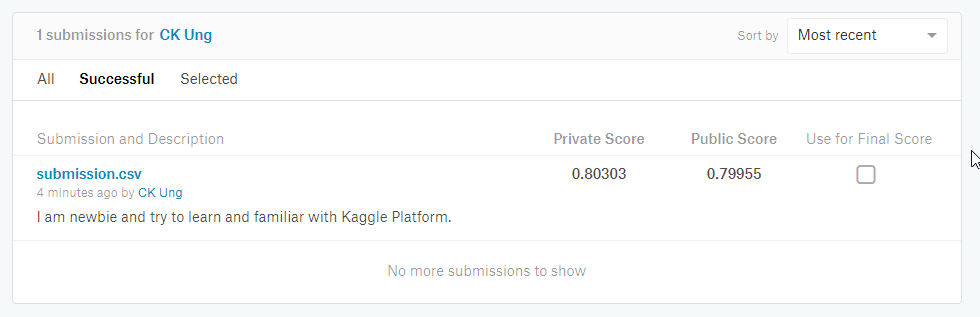 1 submissions for CK Ung Sort by Most recent
All Successful Selected
Submission and Description Private Score Public Score Use for Final Score
submission.csv 0.80303 0.79955
4 minutes ago by CK Ung
I am newbie and try to learn and familiar with Kaggle Platform.
No more submissions to show